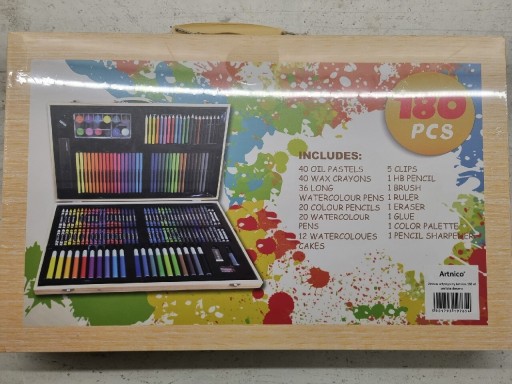 180
PCS
INCLUDES:
40 OIL PASTELS
40 WAX CRAYONS
36 LONG
WATERCOLOUR PENS
20 COLOUR PENCILS
20 WATERCOLOUR
PENS
12 WATERCOLOUES
CAKES
5 CLIPS
1 HB PENCIL
1 BRUSH
1 RULER
1 ERASER
1 GLUE
1 COLOR PALETTE
1 PENCIL SHARPENER
Artnico